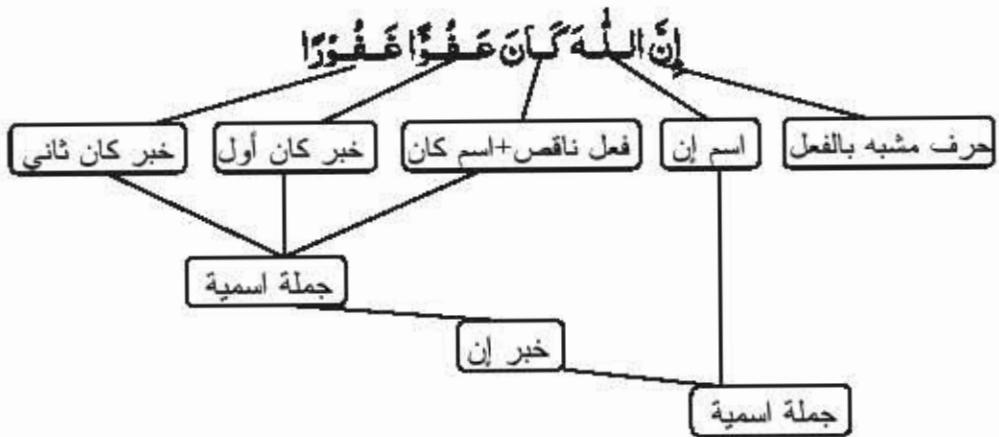 إِنَّ اللَّهَ كَانَ عَفُوًّا غَفُورًا
حرف مشبه بالفعل اسم إن فعل ناقص+اسم كان خبر كان أول خبر كان ثاني
جملة اسمية
خبر إن
جملة اسمية